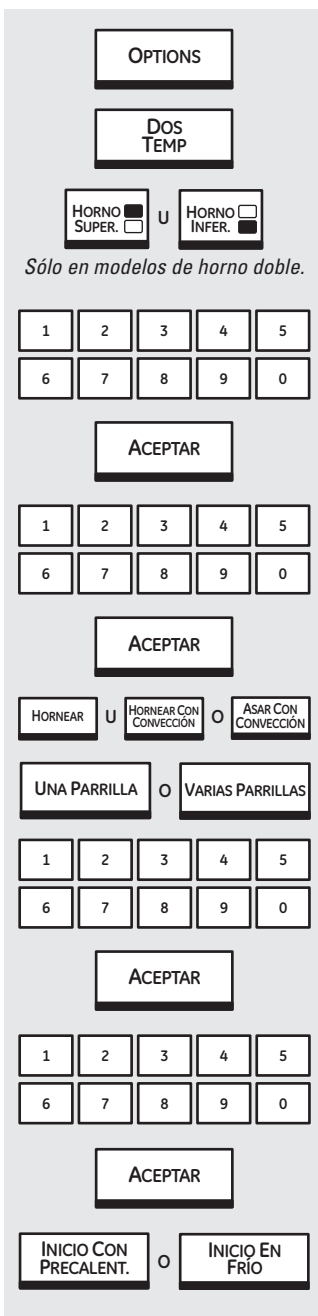 OPTIONS
DOS
TEMP
HORNO
SUPER.
U
HORNO
INFER.
Sólo en modelos de horno doble.
1 2 3 4 5
6 7 8 9 0
ACEPTAR
1 2 3 4 5
6 7 8 9 0
ACEPTAR
HORNEAR U HORNEAR CON
CONVECCIÓN O ASAR CON
CONVECCIÓN
UNA PARRILLA O VARIAS PARRILLAS
1 2 3 4 5
6 7 8 9 0
ACEPTAR
1 2 3 4 5
6 7 8 9 0
ACEPTAR
INICIO CON
PRECALENT.
O
INICIO EN
FRÍO